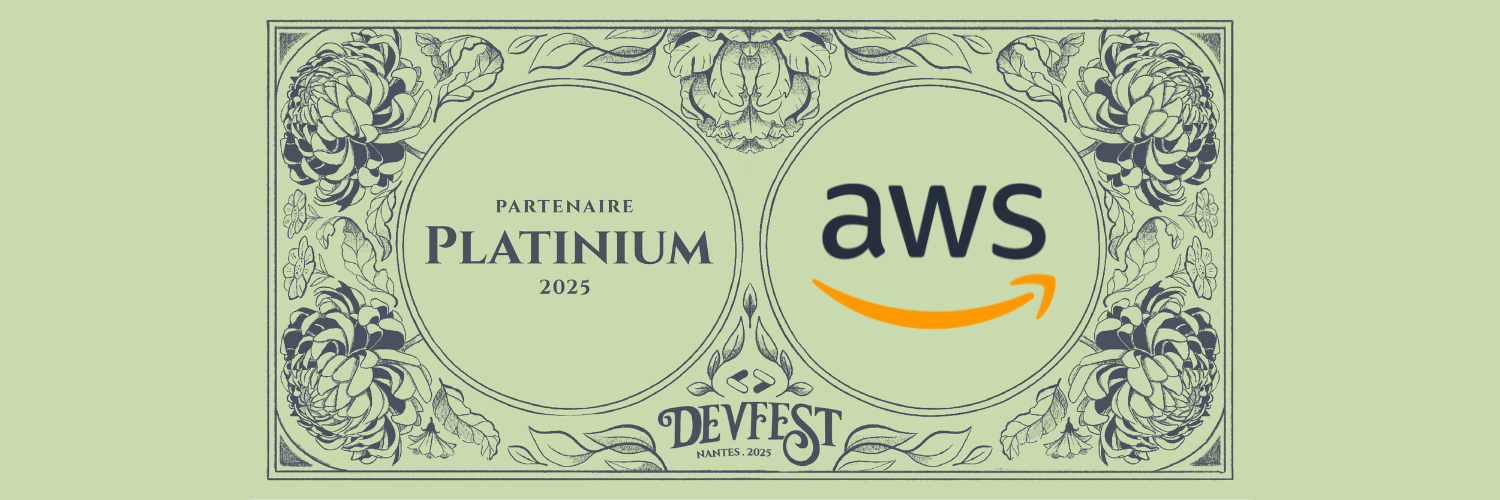 PARTENAIRE
PLATINIUM
2025
aws
DEVFEST
NANTES . 2025